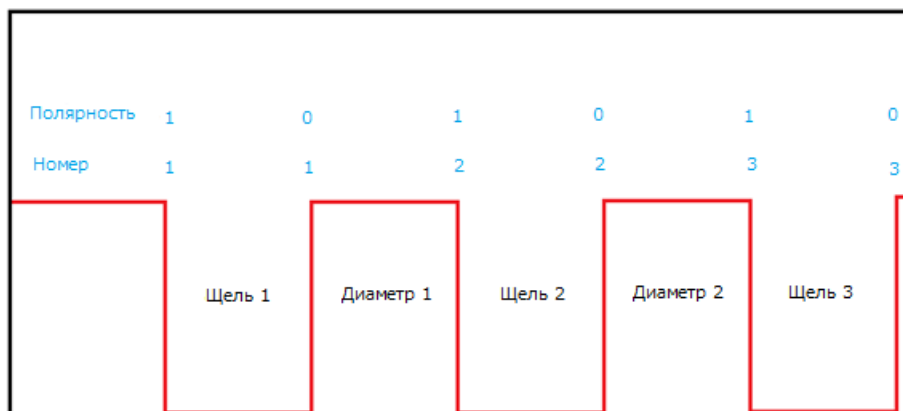 Полярность 1 0 1 0 1 0
Номер 1 1 2 2 3 3
Щель 1 Диаметр 1 Щель 2 Диаметр 2 Щель 3